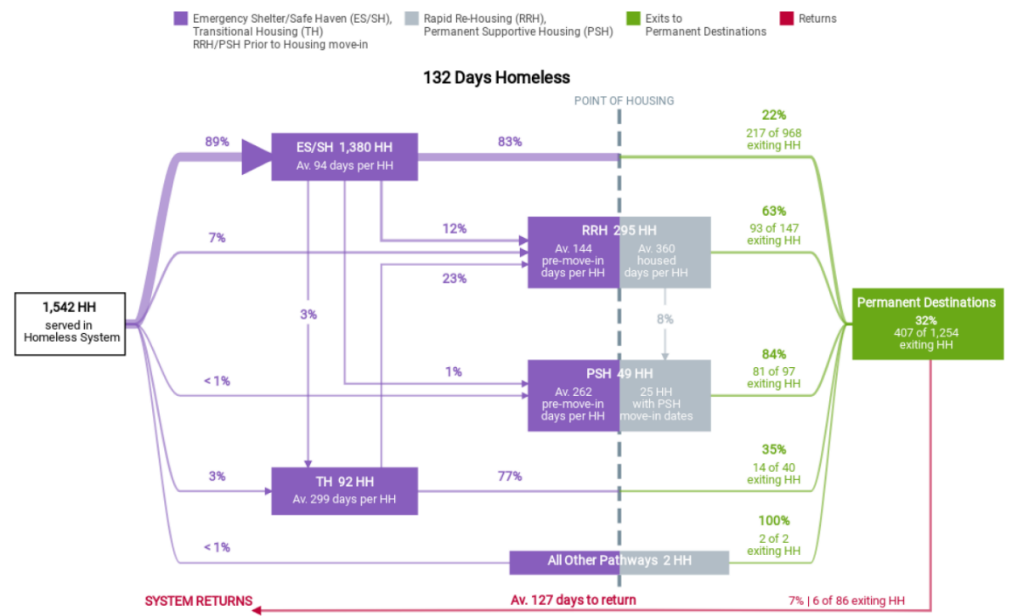 Emergency Shelter/Safe Haven (ES/SH),
Transitional Housing (TH)
RRH/PSH Prior to Housing move-in
Rapid Re-Housing (RRH),
Permanent Supportive Housing (PSH)
Exits to
Permanent Destinations
Returns
132 Days Homeless
POINT OF HOUSING
89%
ES/SH 1,380 HH
Av. 94 days per HH
83%
22%
217 of 968
exiting HH
7%
12%
RRH 295 HH
Av. 144
pre-move-in
days per HH
Av. 360
housed
days per HH
63%
93 of 147
exiting HH
23%
1,542 HH
served in
Homeless System
3%
8%
Permanent Destinations
32%
407 of 1,254
exiting HH
< 1%
1%
PSH 49 HH
Av. 262
pre-move-in
days per HH
25 HH
with PSH
move-in dates
84%
81 of 97
exiting HH
3%
TH 92 HH
Av. 299 days per HH
77%
35%
14 of 40
exiting HH
< 1%
All Other Pathways 2 HH
100%
2 of 2
exiting HH
SYSTEM RETURNS
Av. 127 days to return
7% | 6 of 86 exiting HH